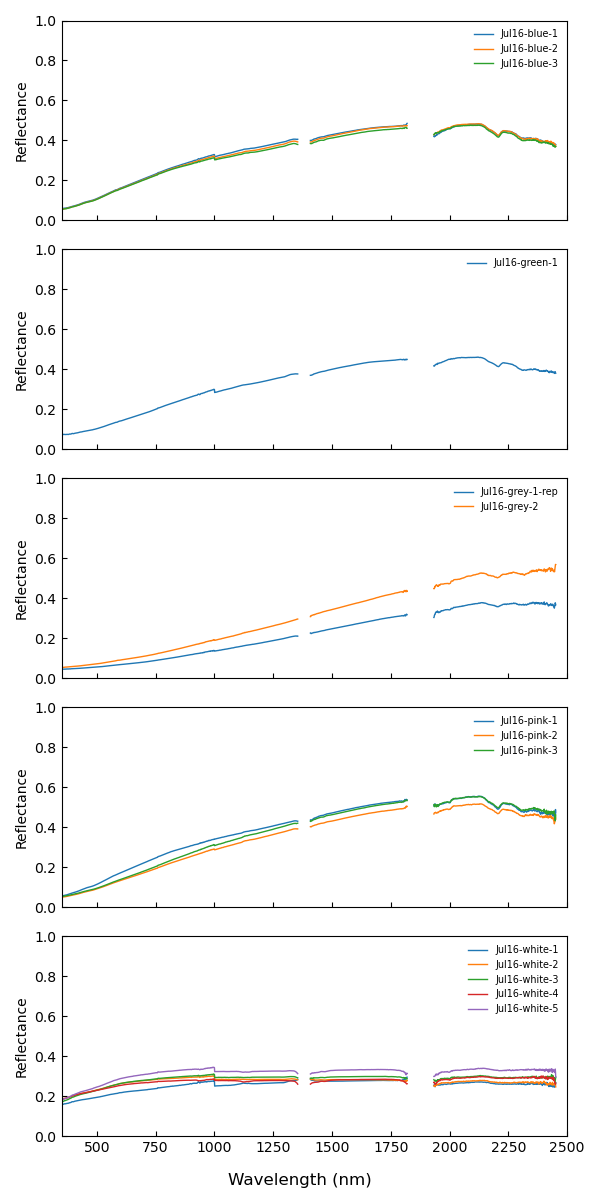 1.0
0.8
0.6
0.4
0.2
0.0
Reflectance
Jul16-blue-1
Jul16-blue-2
Jul16-blue-3
1.0
0.8
0.6
0.4
0.2
0.0
Reflectance
Jul16-green-1
1.0
0.8
0.6
0.4
0.2
0.0
Reflectance
Jul16-grey-1-rep
Jul16-grey-2
1.0
0.8
0.6
0.4
0.2
0.0
Reflectance
Jul16-pink-1
Jul16-pink-2
Jul16-pink-3
1.0
0.8
0.6
0.4
0.2
0.0
Reflectance
Jul16-white-1
Jul16-white-2
Jul16-white-3
Jul16-white-4
Jul16-white-5
500 750 1000 1250 1500 1750 2000 2250 2500
Wavelength (nm)